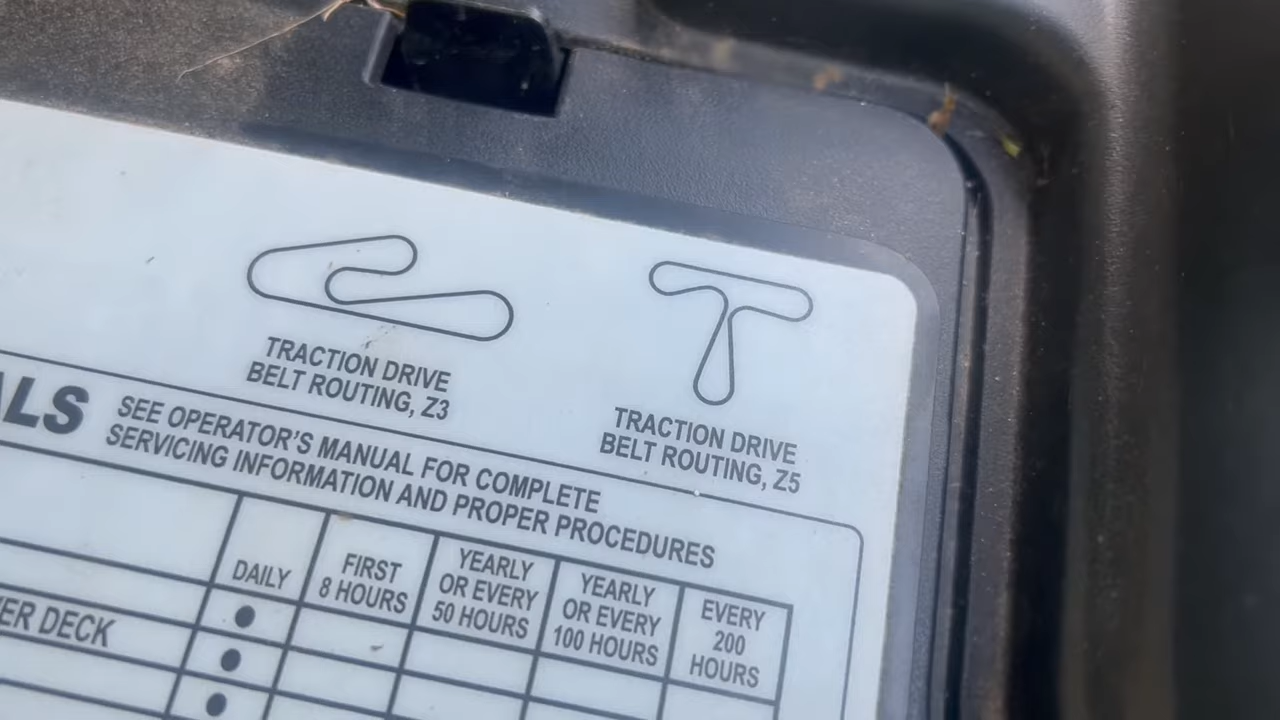 TRACTION DRIVE
BELT ROUTING, Z3
TRACTION DRIVE
BELT ROUTING, Z5
ALS
SEE OPERATOR'S MANUAL FOR COMPLETE
SERVICING INFORMATION AND PROPER PROCEDURES
DAILY
FIRST
8 HOURS
YEARLY
OR EVERY
50 HOURS
YEARLY
OR EVERY
100 HOURS
EVERY
200
HOURS
ER DECK